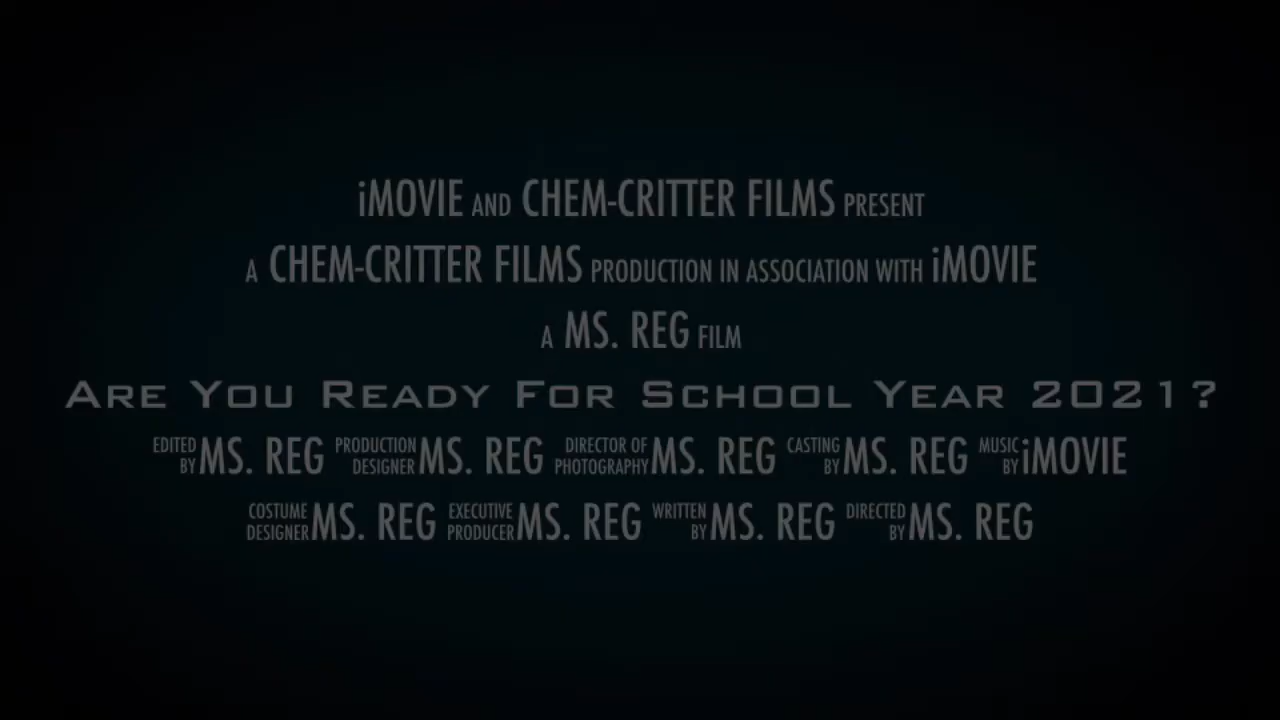 iMOVIE AND CHEM-CRITTER FILMS PRESENT
A CHEM-CRITTER FILMS PRODUCTION IN ASSOCIATION WITH iMOVIE
A MS. REG FILM
ARE YOU READY FOR SCHOOL YEAR 2021?
EDITED BY MS. REG PRODUCTION DESIGNER MS. REG DIRECTOR OF PHOTOGRAPHY MS. REG CASTING BY MS. REG MUSIC BY iMOVIE
COSTUME DESIGNER MS. REG EXECUTIVE PRODUCER MS. REG WRITTEN BY MS. REG DIRECTED BY MS. REG